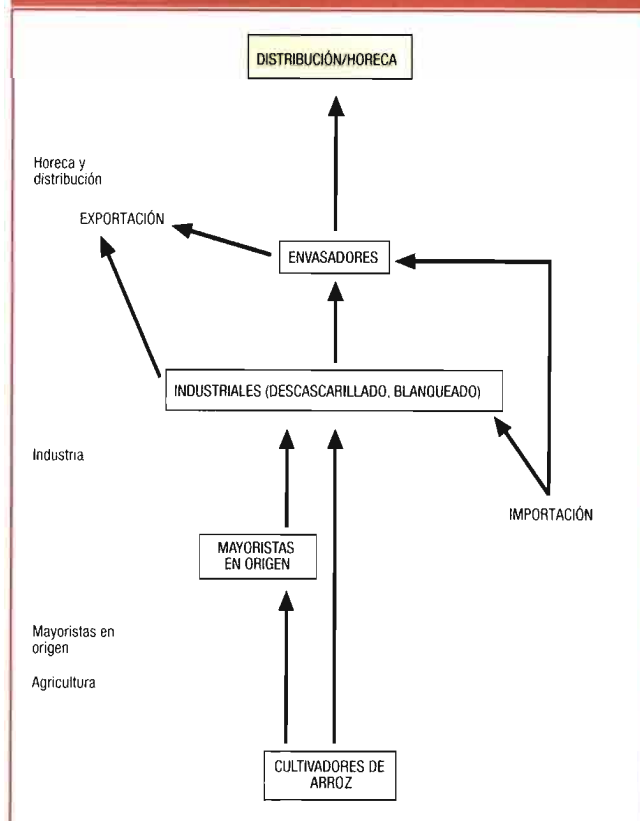 DISTRIBUCIÓN/HORECA
Horeca y
distribución
EXPORTACIÓN
ENVASADORES
INDUSTRIALES (DESCASCARILLADO, BLANQUEADO)
Industria
IMPORTACIÓN
MAYORISTAS
EN ORIGEN
Mayoristas en
origen
Agricultura
CULTIVADORES DE
ARROZ